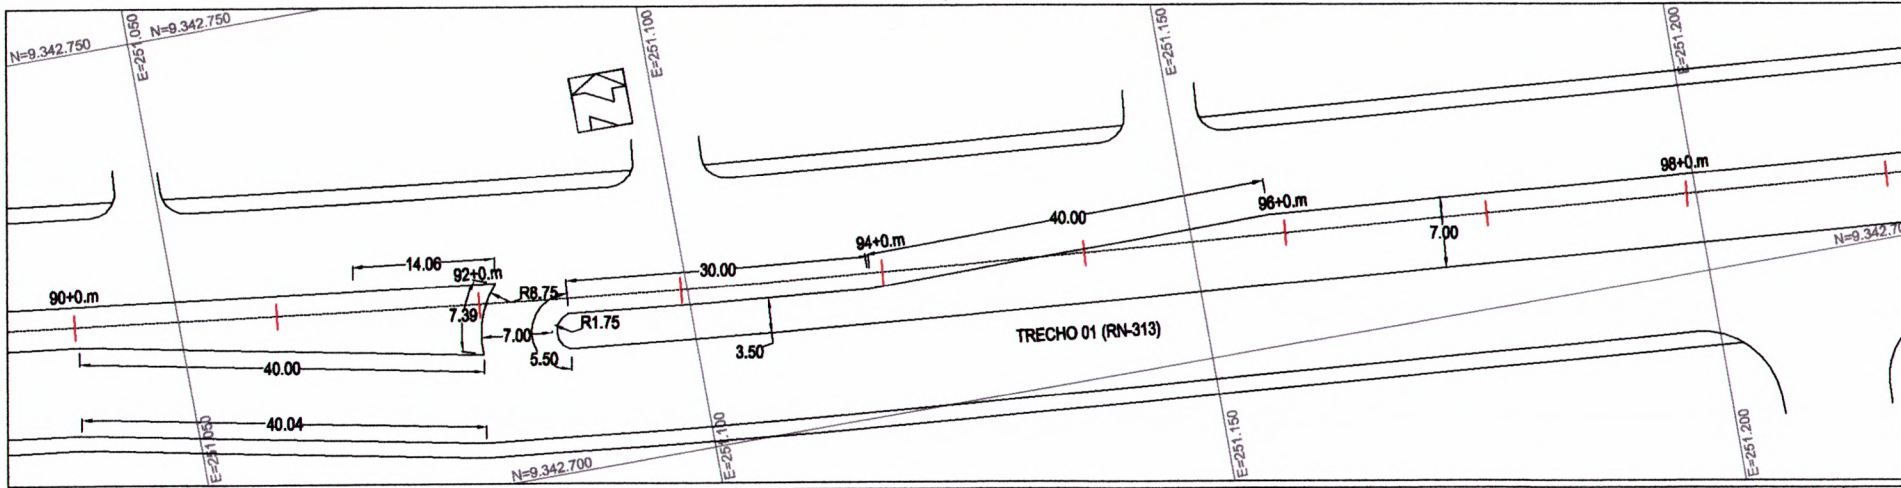 N=9.342.750
N=9.342.750
E=251.050
E=251.100
E=251.150
E=251.200
90+0.m
14.06
92+0.m
30.00
94+0.m
40.00
96+0.m
98+0.m
7.39
R8.75
R1.75
7.00
5.50
3.50
7.00
TRECHO 01 (RN-313)
N=9.342.70
40.00
40.04
E=251.050
N=9.342.700
E=251.100
E=251.150
E=251.200